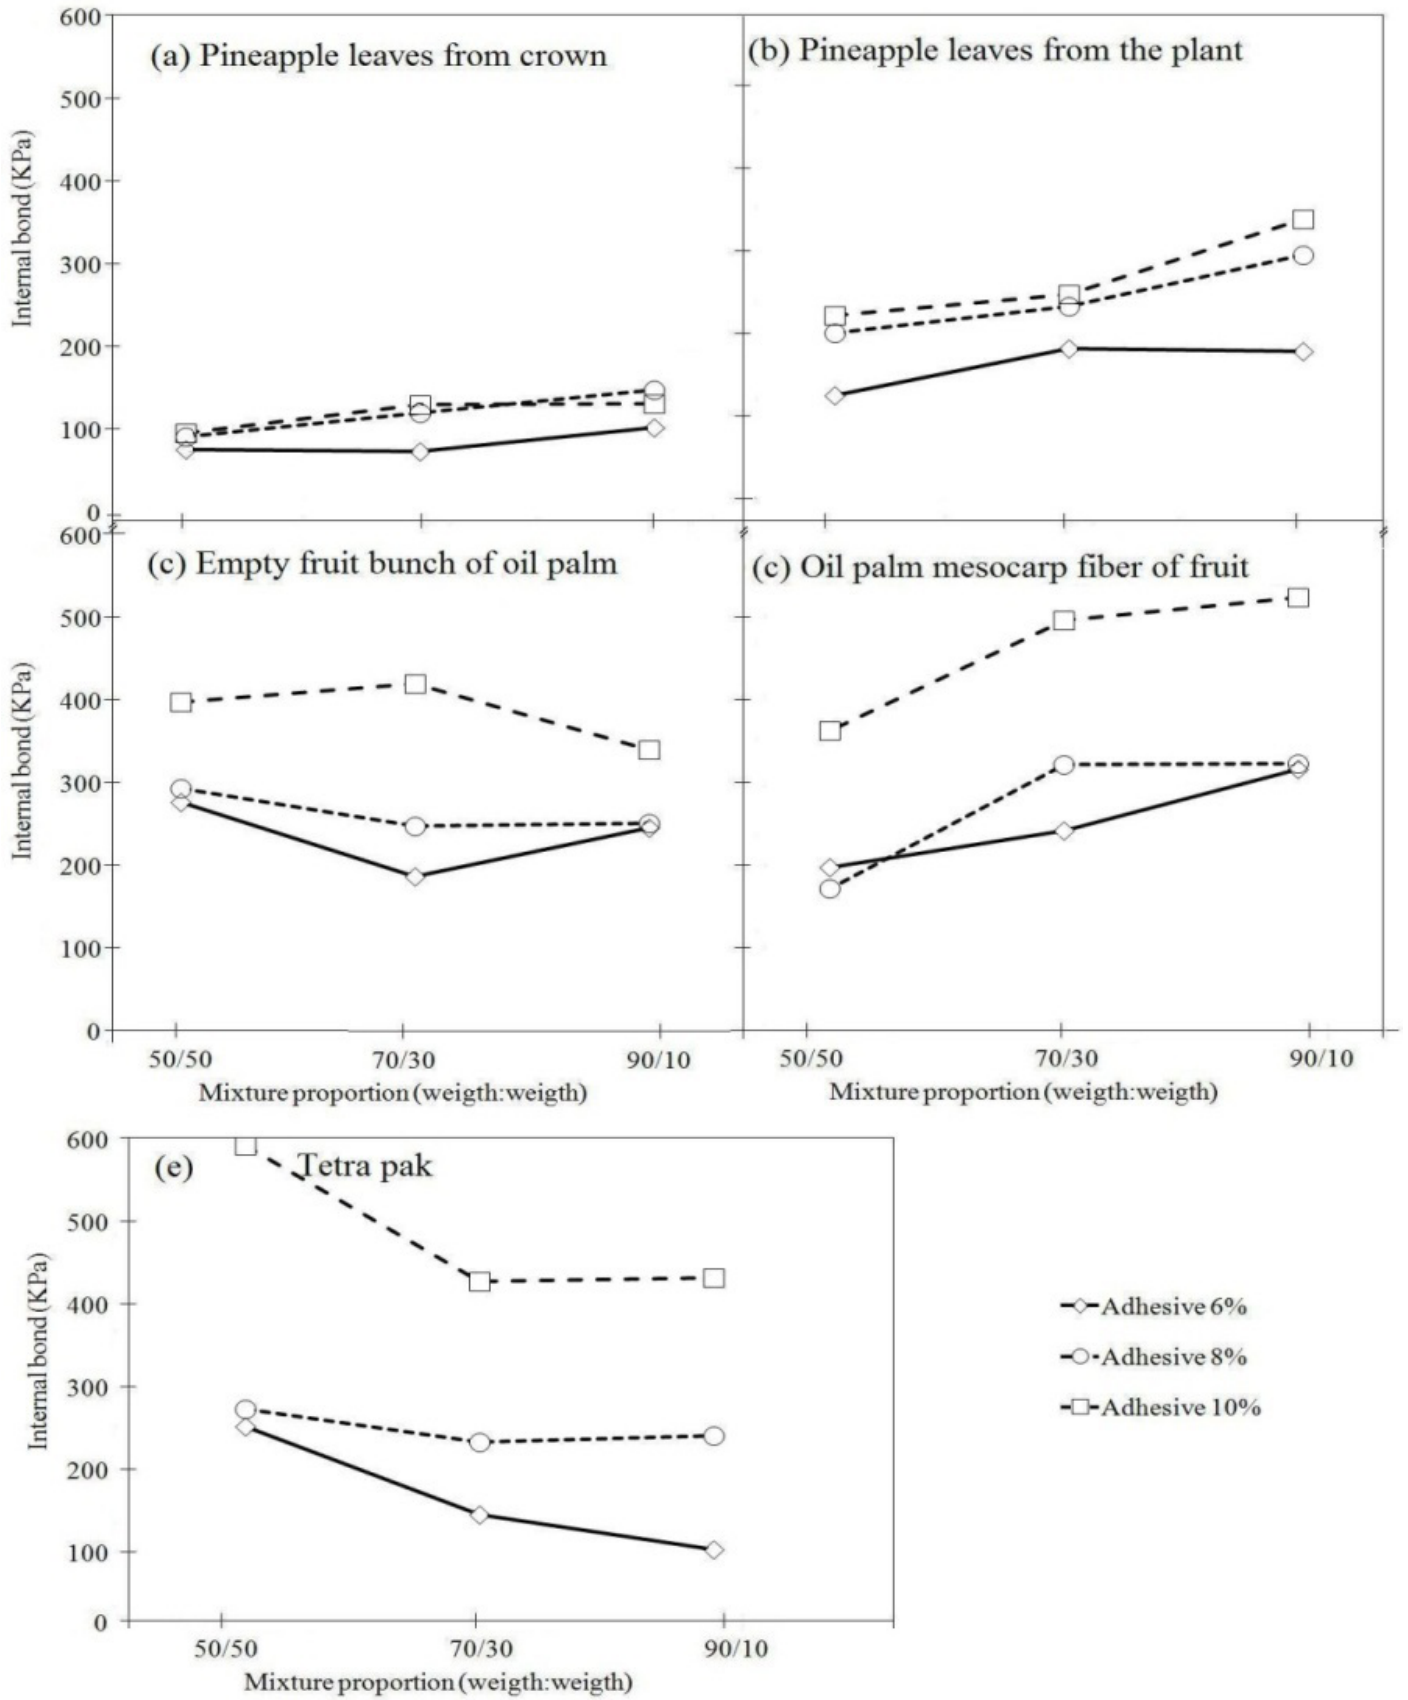 600
(a) Pineapple leaves from crown
(b) Pineapple leaves from the plant
500
400
300
200
100
0
Internal bond (KPa)
600
(c) Empty fruit bunch of oil palm
(c) Oil palm mesocarp fiber of fruit
500
400
300
200
100
0
Internal bond (KPa)
50/50 70/30 90/10
Mixture proportion (weigth:weigth)
50/50 70/30 90/10
Mixture proportion (weigth:weigth)
600
(e) Tetra pak
500
400
300
200
100
0
Internal bond (KPa)
50/50 70/30 90/10
Mixture proportion (weigth:weigth)
Adhesive 6%
Adhesive 8%
Adhesive 10%